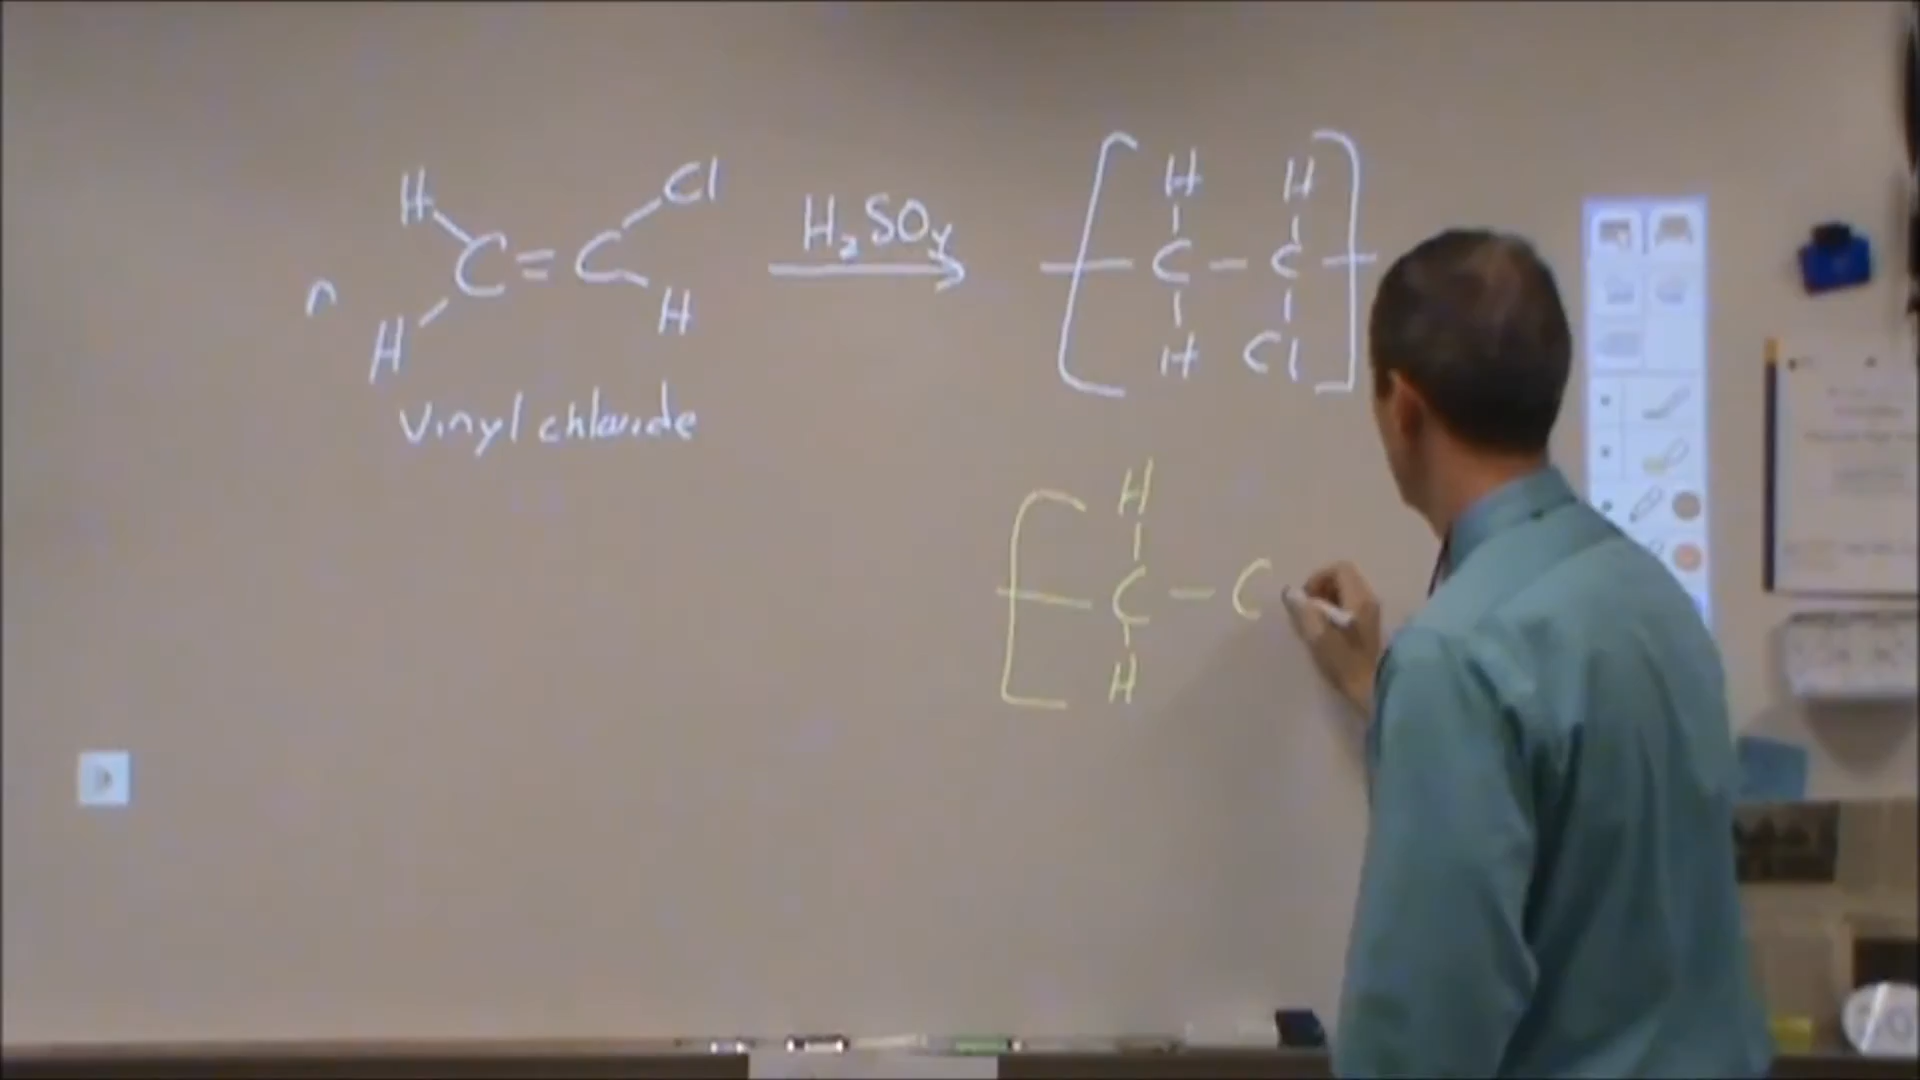 H Cl H₂SO₄ H H
n C = C → [ - C - C - ]
H H H Cl
Vinyl chloride
H
[ - C - C
H